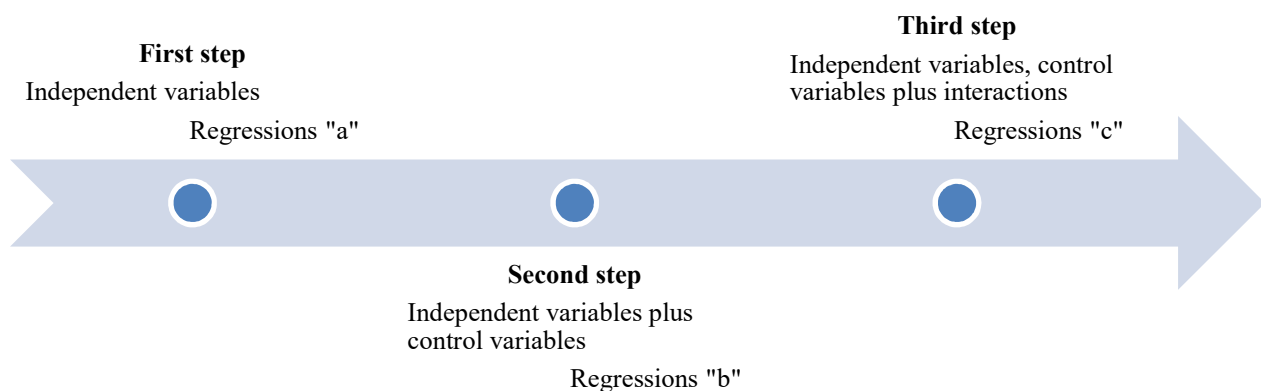 First step
Independent variables
Regressions "a"
Second step
Independent variables plus
control variables
Regressions "b"
Third step
Independent variables, control
variables plus interactions
Regressions "c"